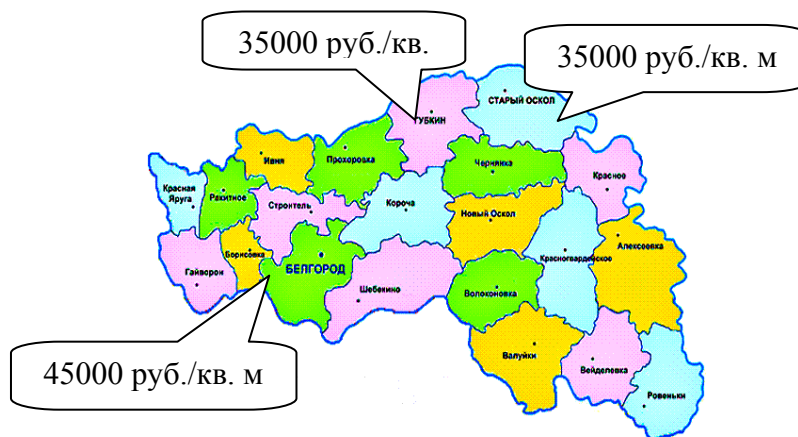 35000 руб./кв.
35000 руб./кв. м
СТАРЫЙ ОСКОЛ
ГУБКИН
Ивня
Прохоровка
Чернянка
Красное
Красная
Яруга
Ракитное
Строитель
Короча
Новый Оскол
Алексеевка
Борисовка
Красногвардейское
Гайворон
БЕЛГОРОД
Шебекино
Волоконовка
45000 руб./кв. м
Валуйки
Вейделевка
Ровеньки